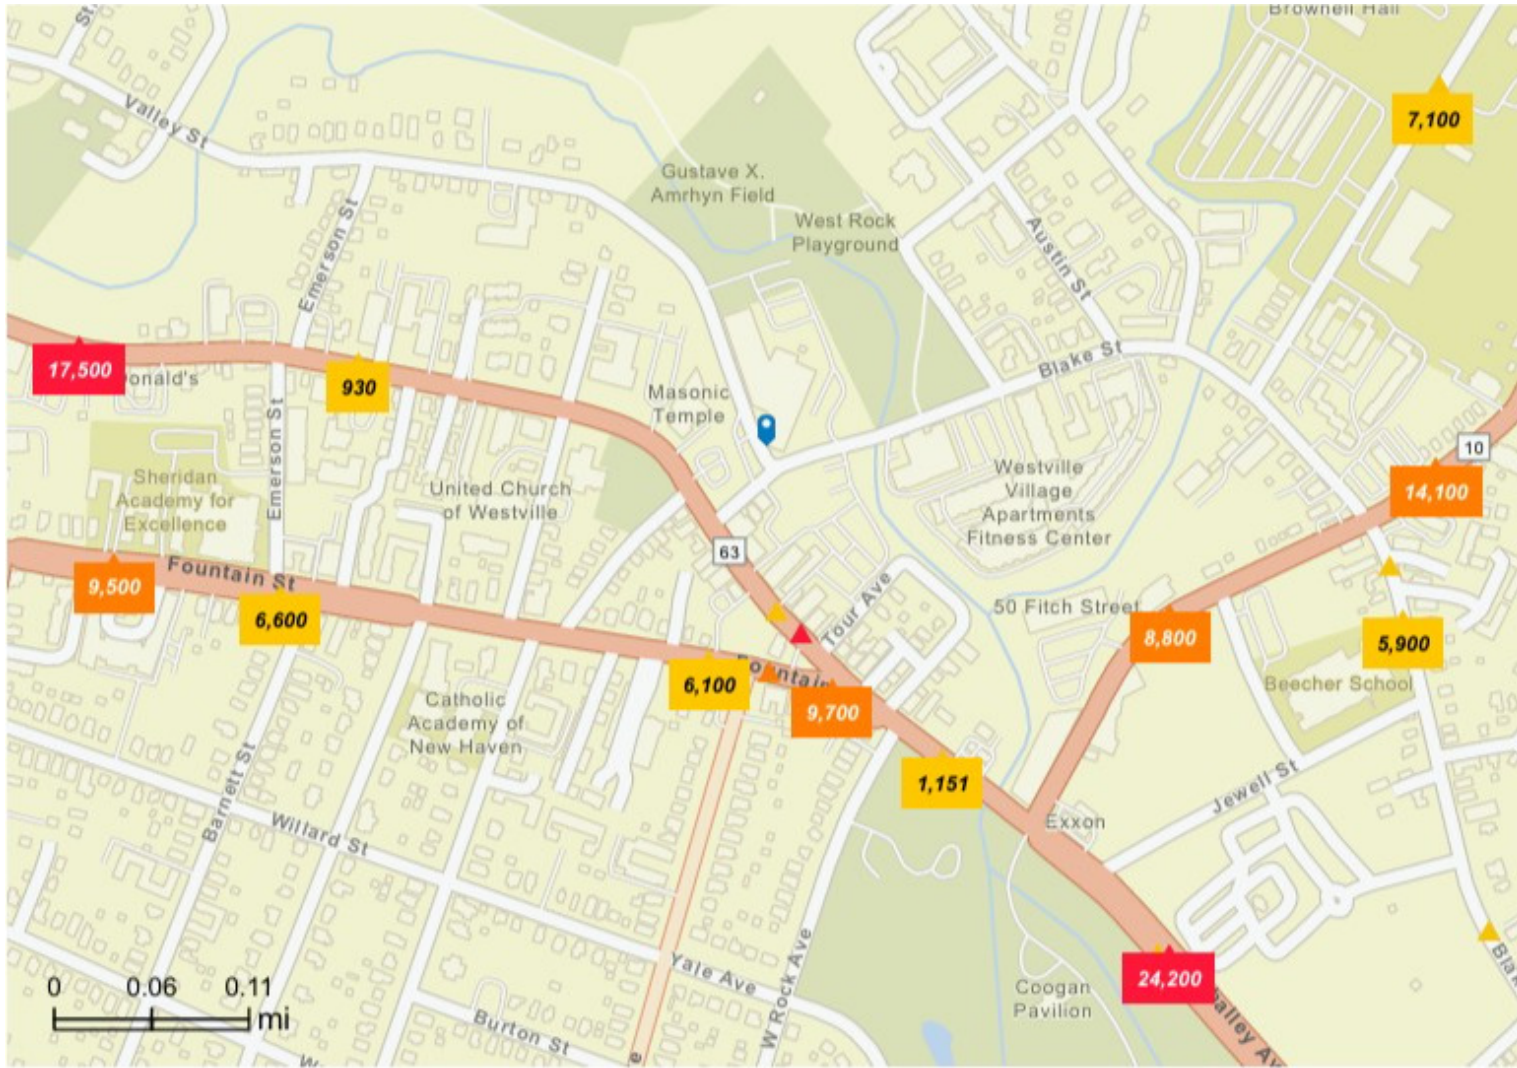 Brownell Hall
St
Valley St
7,100
Gustave X.
Amrhyn Field
West Rock
Playground
Austin St
Emerson St
17,500
onald's
930
Blake St
Masonic
Temple
10
Sheridan
Academy for
Excellence
Emerson St
United Church
of Westville
Westville
Village
Apartments
Fitness Center
14,100
63
9,500
Fountain St
6,600
Tour Ave
50 Fitch Street
8,800
5,900
Fountain
6,100
9,700
Beecher School
Catholic
Academy of
New Haven
1,151
Jewell St
Barnett St
Willard St
Exxon
W Rock Ave
Yale Ave
24,200
Blak
0 0.06 0.11
mi
Coogan
Pavilion
Burton St
halley Av
e
W